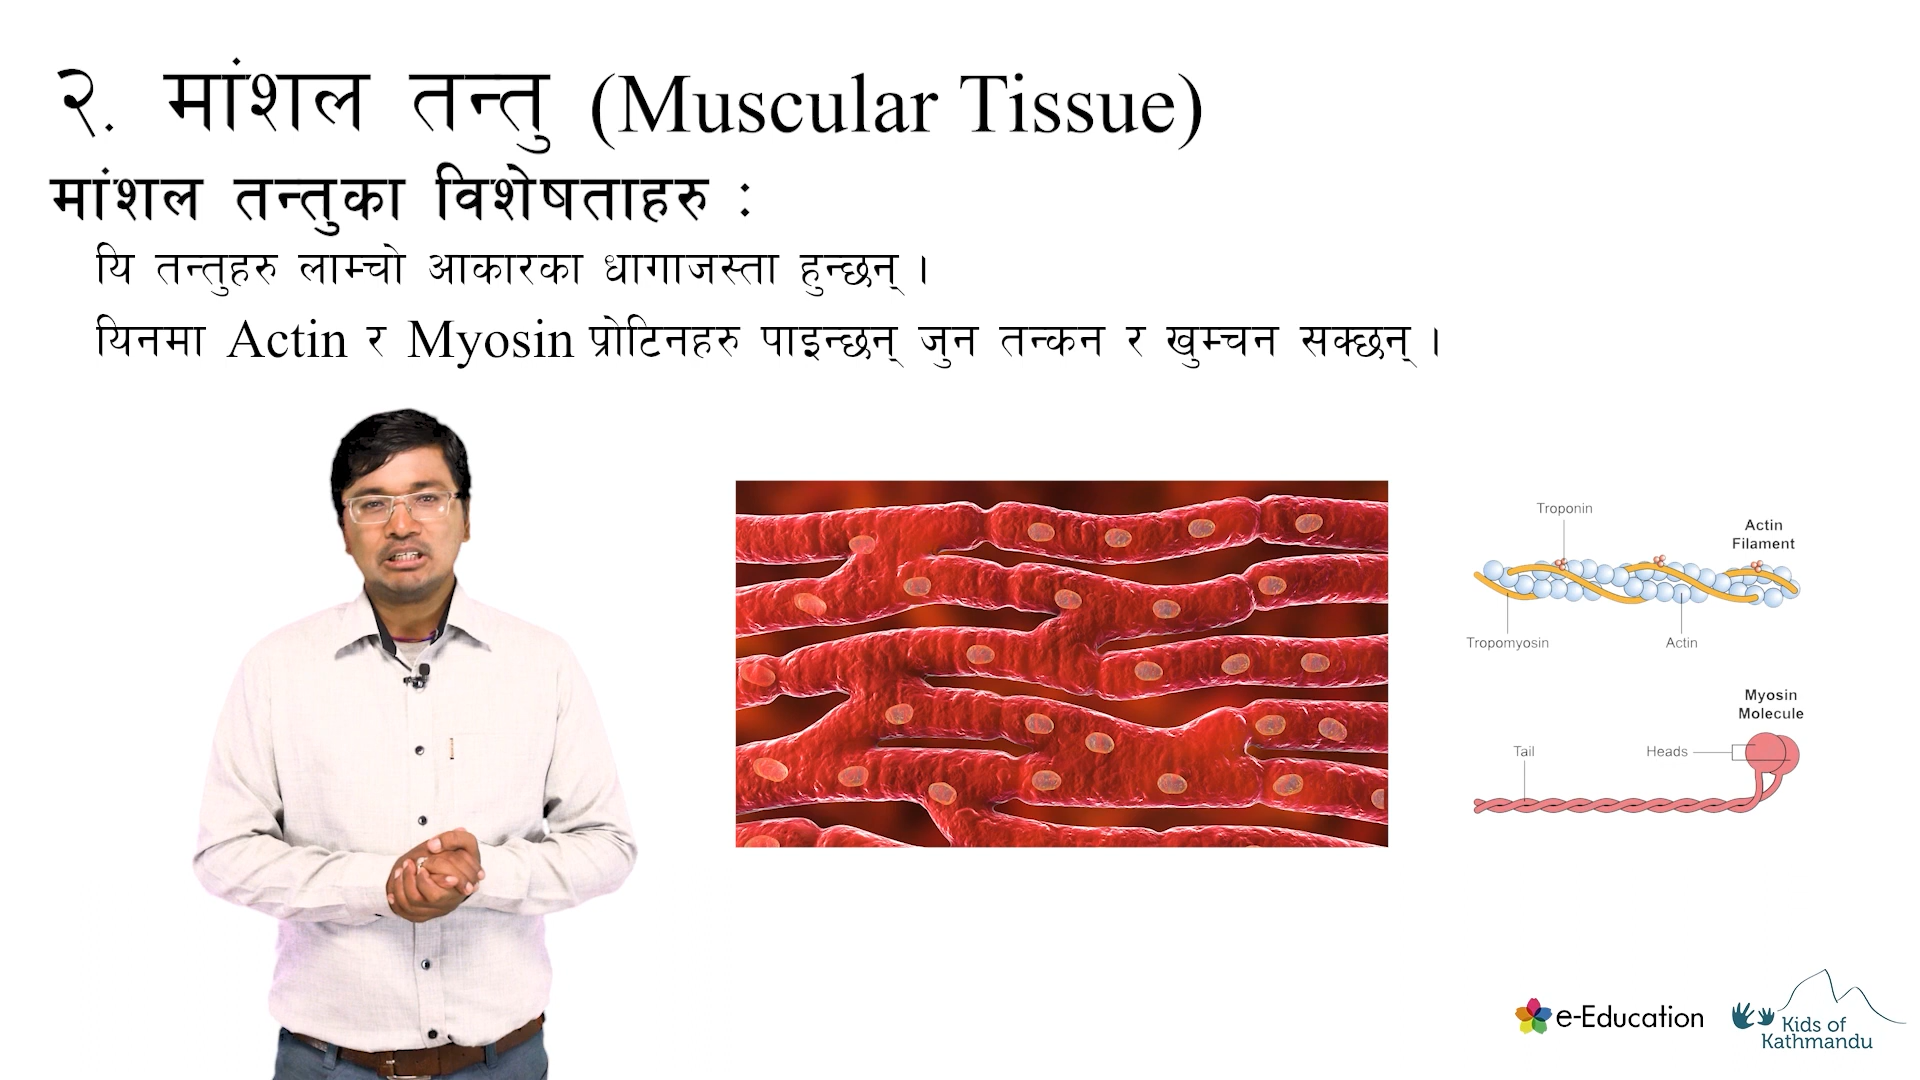 २. मांशल तन्तु (Muscular Tissue)
मांशल तन्तुका विशेषताहरु :
यि तन्तुहरु लाम्चो आकारका धागाजस्ता हुन्छन् ।
यिनमा Actin र Myosin प्रोटिनहरु पाइन्छन् जुन तन्कन र खुम्चन सक्छन् ।
Troponin
Actin
Filament
Tropomyosin
Actin
Myosin
Molecule
Tail
Heads
e-Education
Kids of
Kathmandu